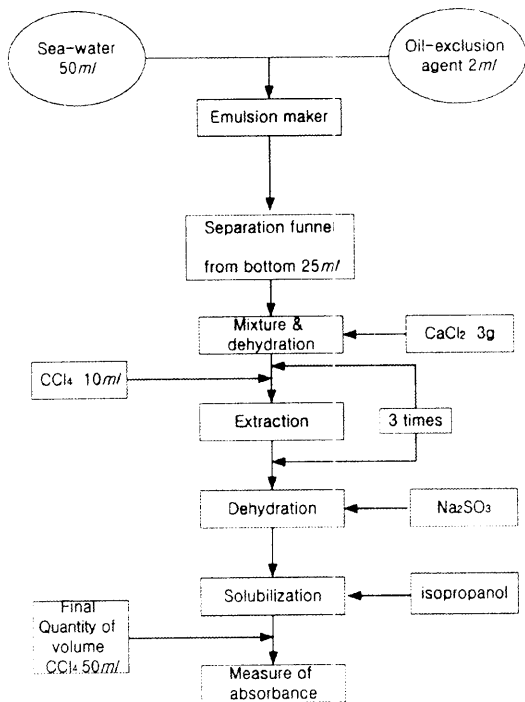 Sea-water
50ml
Oil-exclusion
agent 2ml
Emulsion maker
Separation funnel
from bottom 25ml
Mixture &
dehydration
CaCl₂ 3g
CCl₄ 10ml
Extraction
3 times
Dehydration
Na₂SO₃
Solubilization
isopropanol
Final
Quantity of
volume
CCl₄ 50ml
Measure of
absorbance